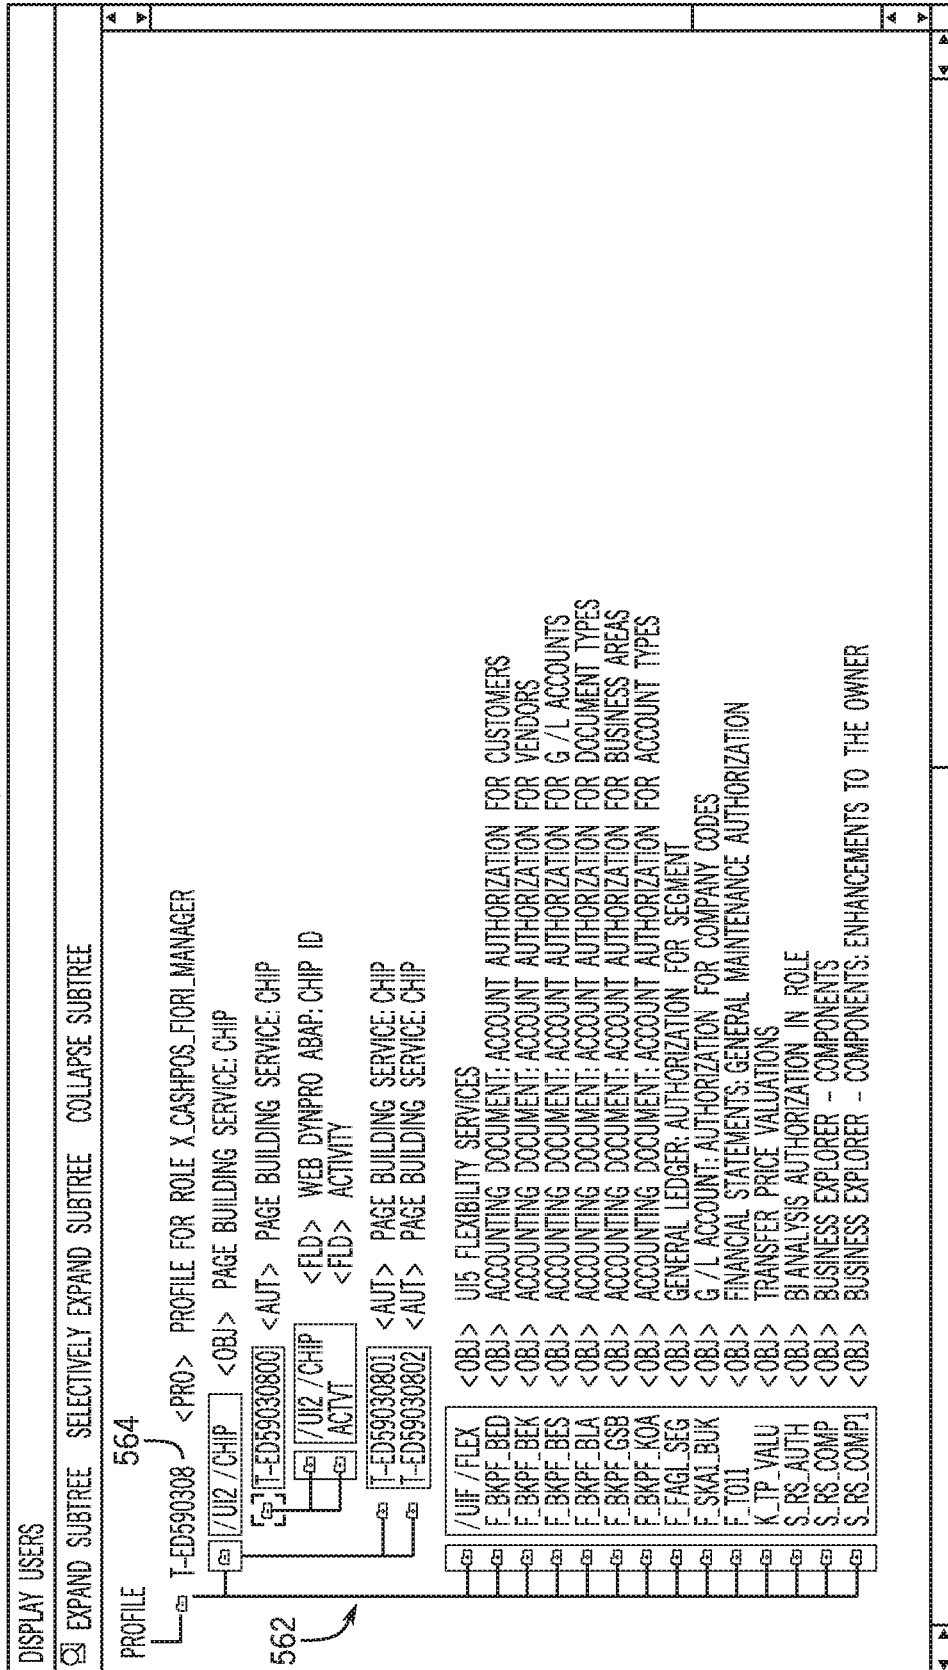 DISPLAY USERS
EXPAND SUBTREE SELECTIVELY EXPAND SUBTREE COLLAPSE SUBTREE
PROFILE
564
T-ED590308 <PRO> PROFILE FOR ROLE X_CASHPOS_FIORI_MANAGER
/UI2/CHIP <OBJ> PAGE BUILDING SERVICE: CHIP
T-ED59030800 <AUT> PAGE BUILDING SERVICE: CHIP
/UI2/CHIP <FLD> WEB DYNPRO ABAP: CHIP ID
ACTVT <FLD> ACTIVITY
T-ED59030801 <AUT> PAGE BUILDING SERVICE: CHIP
T-ED59030802 <AUT> PAGE BUILDING SERVICE: CHIP
562
/UIF/FLEX <OBJ> UI5 FLEXIBILITY SERVICES
F_BKPF_BED <OBJ> ACCOUNTING DOCUMENT: ACCOUNT AUTHORIZATION FOR CUSTOMERS
F_BKPF_BEK <OBJ> ACCOUNTING DOCUMENT: ACCOUNT AUTHORIZATION FOR VENDORS
F_BKPF_BES <OBJ> ACCOUNTING DOCUMENT: ACCOUNT AUTHORIZATION FOR G/L ACCOUNTS
F_BKPF_BLA <OBJ> ACCOUNTING DOCUMENT: ACCOUNT AUTHORIZATION FOR DOCUMENT TYPES
F_BKPF_GSB <OBJ> ACCOUNTING DOCUMENT: ACCOUNT AUTHORIZATION FOR BUSINESS AREAS
F_BKPF_KOA <OBJ> ACCOUNTING DOCUMENT: ACCOUNT AUTHORIZATION FOR ACCOUNT TYPES
F_FAGL_SEG <OBJ> GENERAL LEDGER: AUTHORIZATION FOR SEGMENT
F_SKA1_BUK <OBJ> G/L ACCOUNT: AUTHORIZATION FOR COMPANY CODES
F_T011 <OBJ> FINANCIAL STATEMENTS: GENERAL MAINTENANCE AUTHORIZATION
K_TP_VALU <OBJ> TRANSFER PRICE VALUATIONS
S_RS_AUTH <OBJ> BI ANALYSIS AUTHORIZATION IN ROLE
S_RS_COMP <OBJ> BUSINESS EXPLORER - COMPONENTS
S_RS_COMP1 <OBJ> BUSINESS EXPLORER - COMPONENTS: ENHANCEMENTS TO THE OWNER